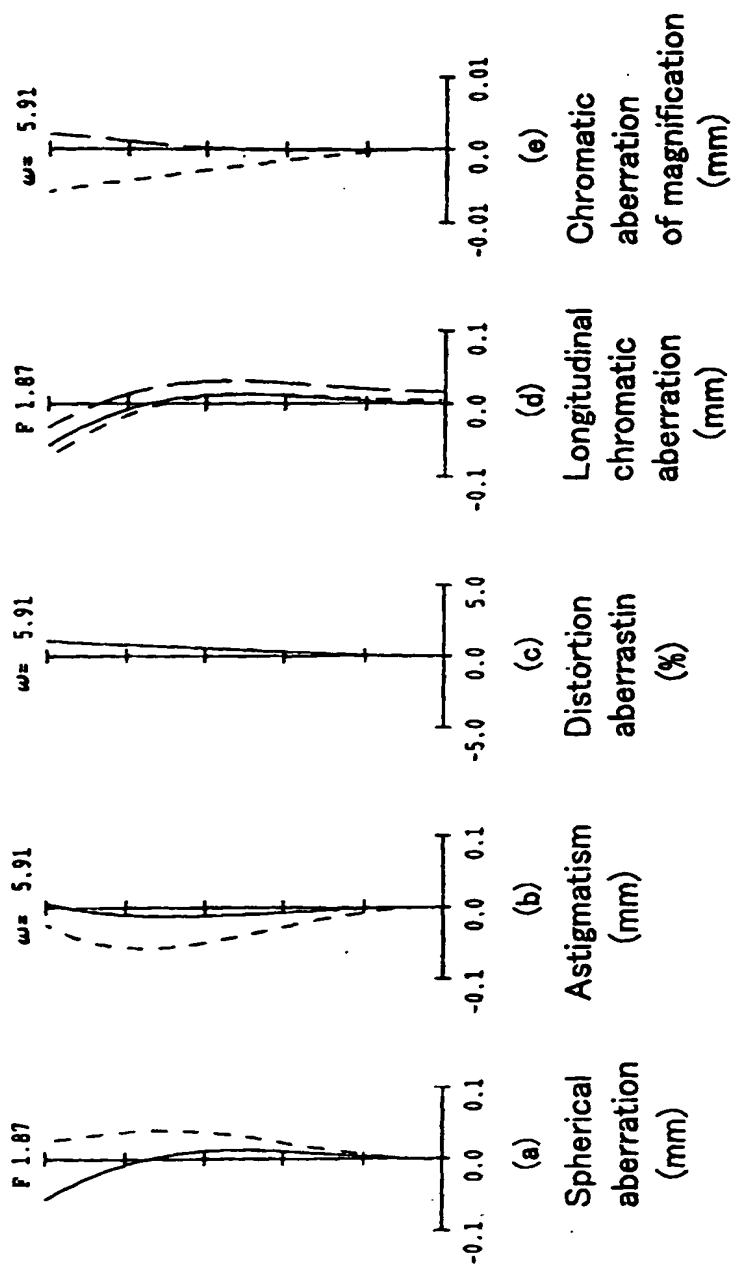 F 1.87
-0.1
0.0
0.1
(a)
Spherical
aberration
(mm)
ω= 5.91
-0.1
0.0
0.1
(b)
Astigmatism
(mm)
ω= 5.91
-5.0
0.0
5.0
(c)
Distortion
aberrastin
(%)
F 1.87
-0.1
0.0
0.1
(d)
Longitudinal
chromatic
aberration
(mm)
ω= 5.91
-0.01
0.0
0.01
(e)
Chromatic
aberration
of magnification
(mm)